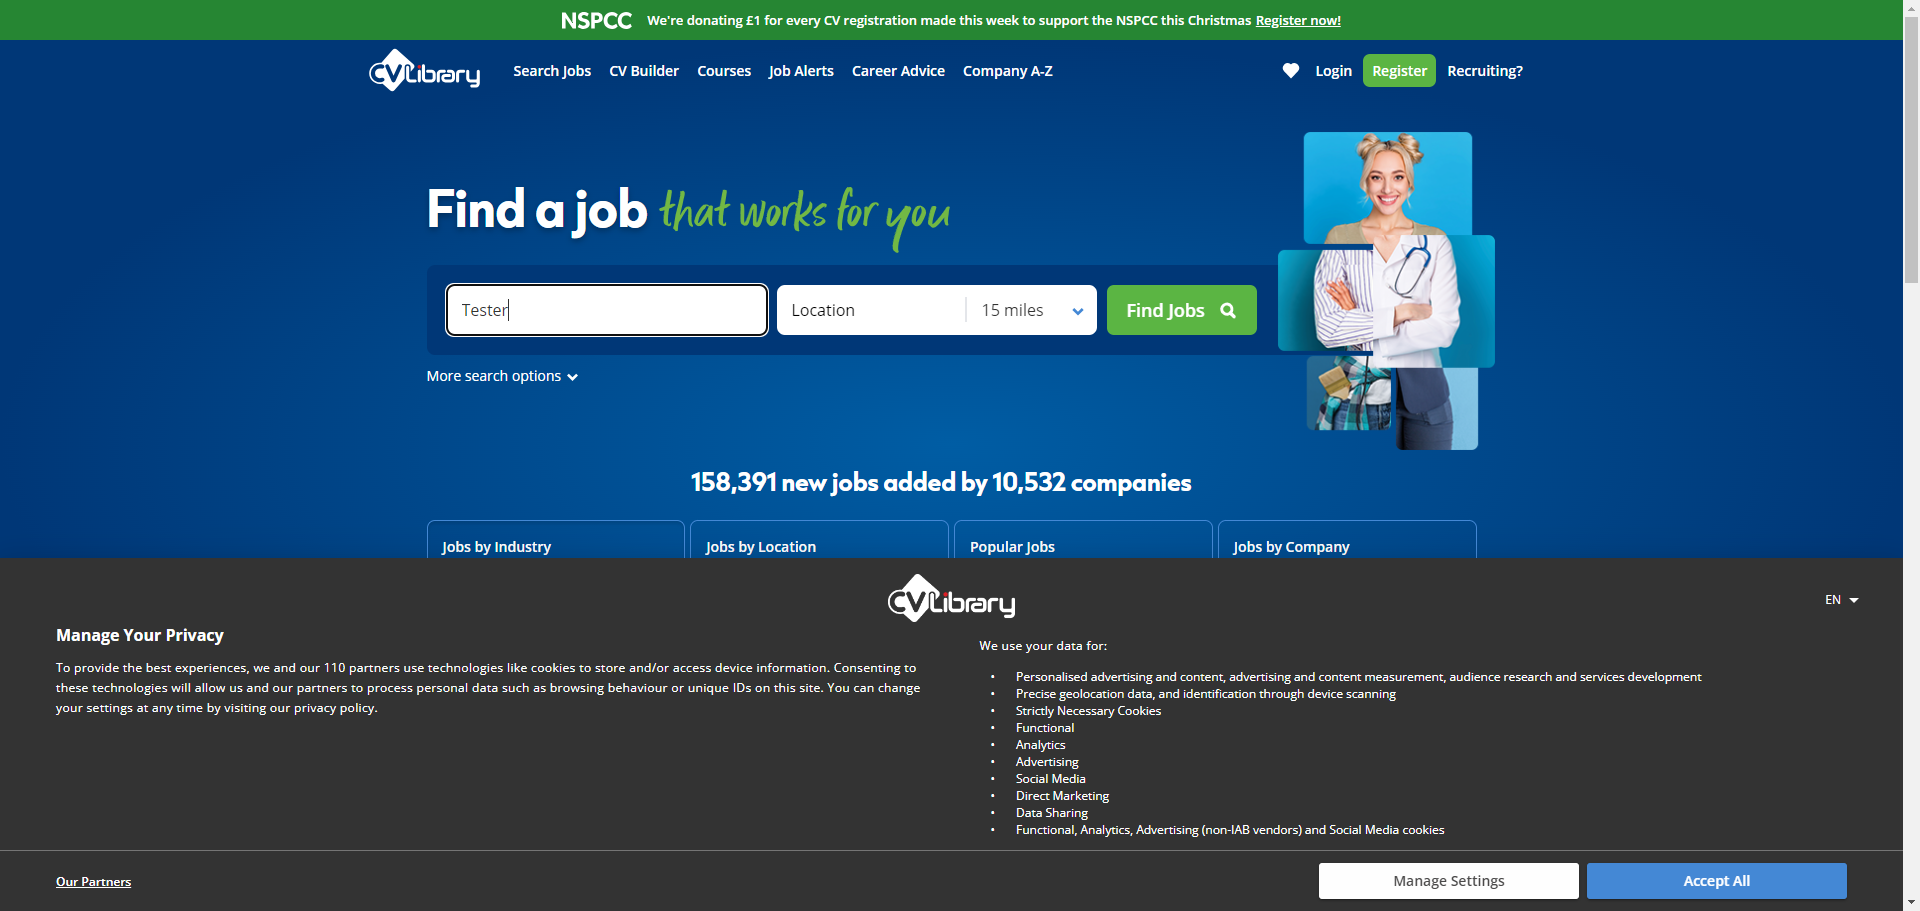 NSPCC We're donating £1 for every CV registration made this week to support the NSPCC this Christmas Register now!
CVLibrary Search Jobs CV Builder Courses Job Alerts Career Advice Company A-Z Login Register Recruiting?
Find a job that works for you
Tester Location 15 miles Find Jobs
More search options
158,391 new jobs added by 10,532 companies
Jobs by Industry Jobs by Location Popular Jobs Jobs by Company
CVLibrary
EN
Manage Your Privacy
To provide the best experiences, we and our 110 partners use technologies like cookies to store and/or access device information. Consenting to
these technologies will allow us and our partners to process personal data such as browsing behaviour or unique IDs on this site. You can change
your settings at any time by visiting our privacy policy.
We use your data for:
• Personalised advertising and content, advertising and content measurement, audience research and services development
• Precise geolocation data, and identification through device scanning
• Strictly Necessary Cookies
• Functional
• Analytics
• Advertising
• Social Media
• Direct Marketing
• Data Sharing
• Functional, Analytics, Advertising (non-IAB vendors) and Social Media cookies
Our Partners Manage Settings Accept All